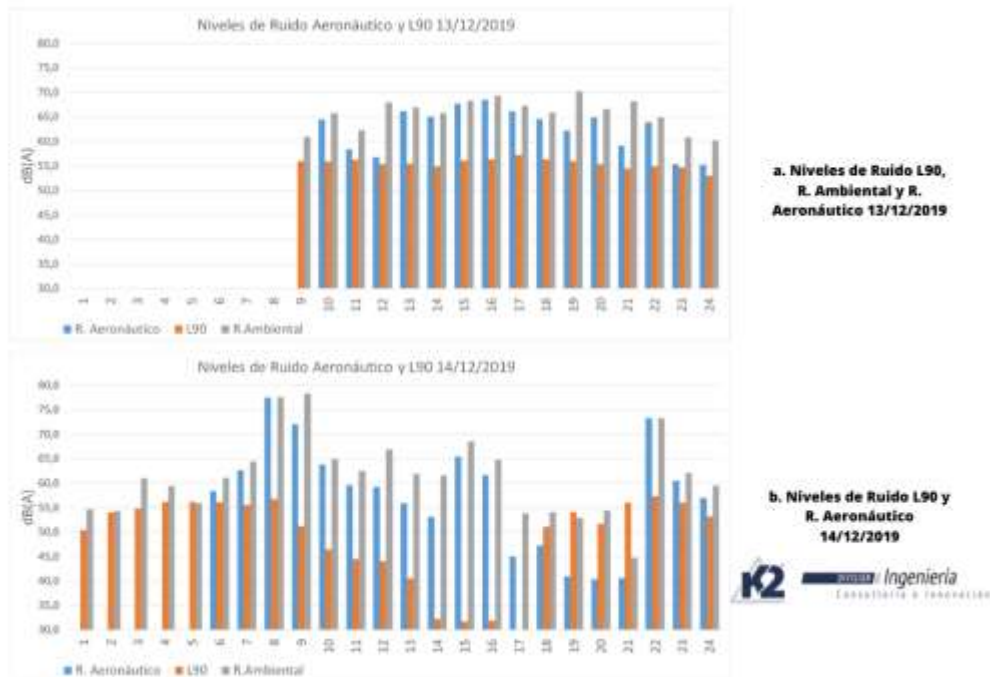 Niveles de Ruido Aeronáutico y L90 13/12/2019
80,0
75,0
70,0
65,0
60,0
55,0
50,0
45,0
40,0
35,0
30,0
dB(A)
1 2 3 4 5 6 7 8 9 10 11 12 13 14 15 16 17 18 19 20 21 22 23 24
R. Aeronáutico L90 R.Ambiental
a. Niveles de Ruido L90,
R. Ambiental y R.
Aeronáutico 13/12/2019
Niveles de Ruido Aeronáutico y L90 14/12/2019
80,0
75,0
70,0
65,0
60,0
55,0
50,0
45,0
40,0
35,0
30,0
dB(A)
1 2 3 4 5 6 7 8 9 10 11 12 13 14 15 16 17 18 19 20 21 22 23 24
R. Aeronáutico L90 R.Ambiental
b. Niveles de Ruido L90 y
R. Aeronáutico
14/12/2019
K2 Ingeniería
Consultoría e Innovación